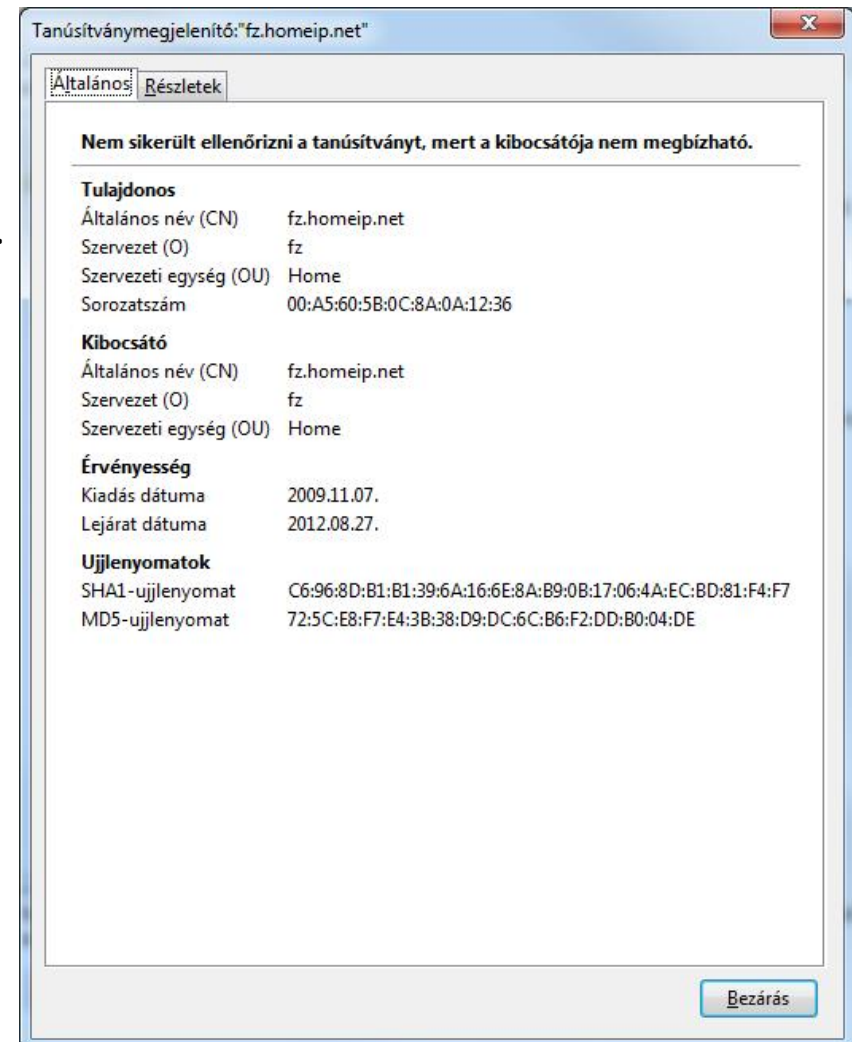 Tanúsítványmegjelenítő:"fz.homeip.net"
Általános Részletek
Nem sikerült ellenőrizni a tanúsítványt, mert a kibocsátója nem megbízható.
Tulajdonos
Általános név (CN) fz.homeip.net
Szervezet (O) fz
Szervezeti egység (OU) Home
Sorozatszám 00:A5:60:5B:0C:8A:0A:12:36
Kibocsátó
Általános név (CN) fz.homeip.net
Szervezet (O) fz
Szervezeti egység (OU) Home
Érvényesség
Kiadás dátuma 2009.11.07.
Lejárat dátuma 2012.08.27.
Ujjlenyomatok
SHA1-ujjlenyomat C6:96:8D:B1:B1:39:6A:16:6E:8A:B9:0B:17:06:4A:EC:BD:81:F4:F7
MD5-ujjlenyomat 72:5C:E8:F7:E4:3B:38:D9:DC:6C:B6:F2:DD:B0:04:DE
Bezárás